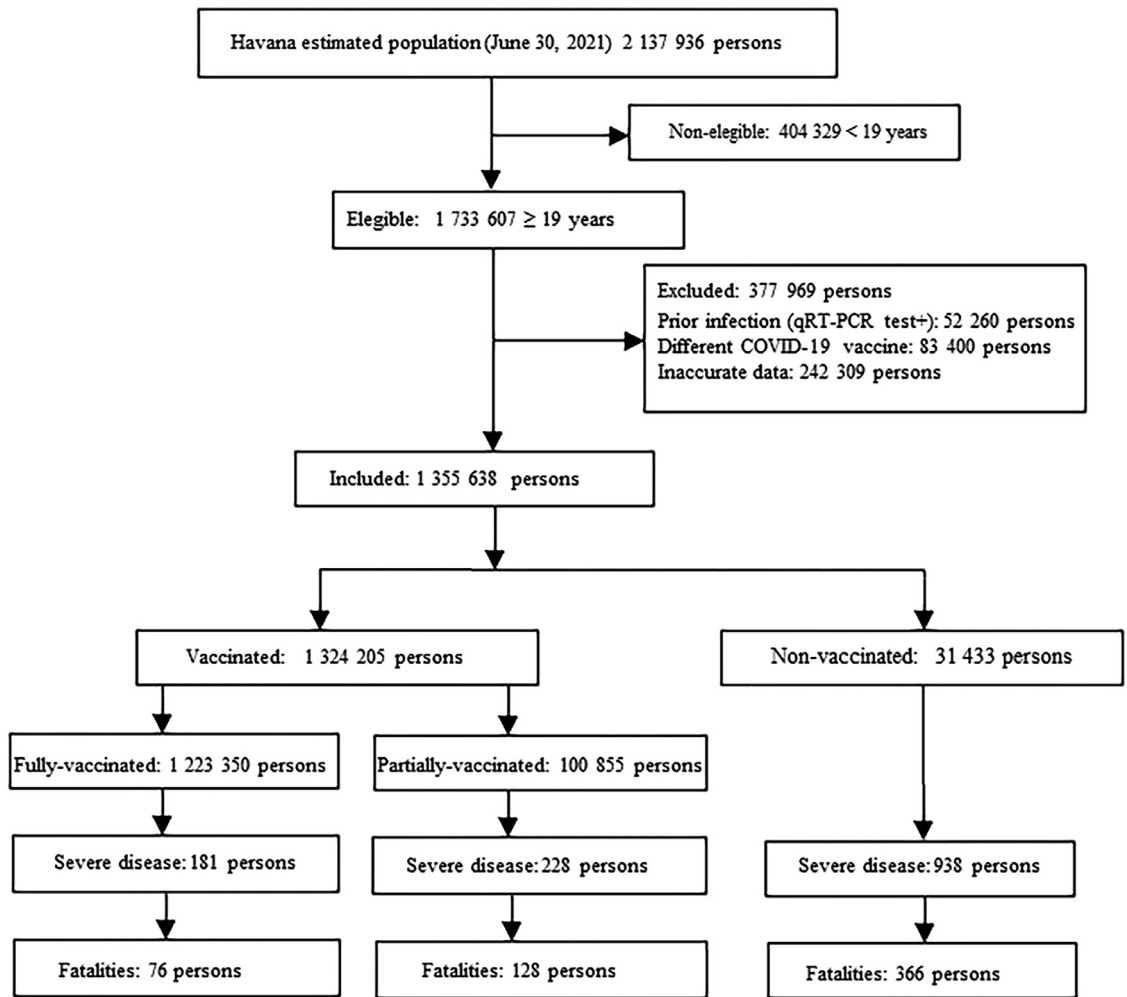 Havana estimated population (June 30, 2021) 2 137 936 persons
Non-elegible: 404 329 < 19 years
Elegible: 1 733 607 ≥ 19 years
Excluded: 377 969 persons
Prior infection (qRT-PCR test+): 52 260 persons
Different COVID-19 vaccine: 83 400 persons
Inaccurate data: 242 309 persons
Included: 1 355 638 persons
Vaccinated: 1 324 205 persons
Non-vaccinated: 31 433 persons
Fully-vaccinated: 1 223 350 persons
Partially-vaccinated: 100 855 persons
Severe disease: 181 persons
Severe disease: 228 persons
Severe disease: 938 persons
Fatalities: 76 persons
Fatalities: 128 persons
Fatalities: 366 persons